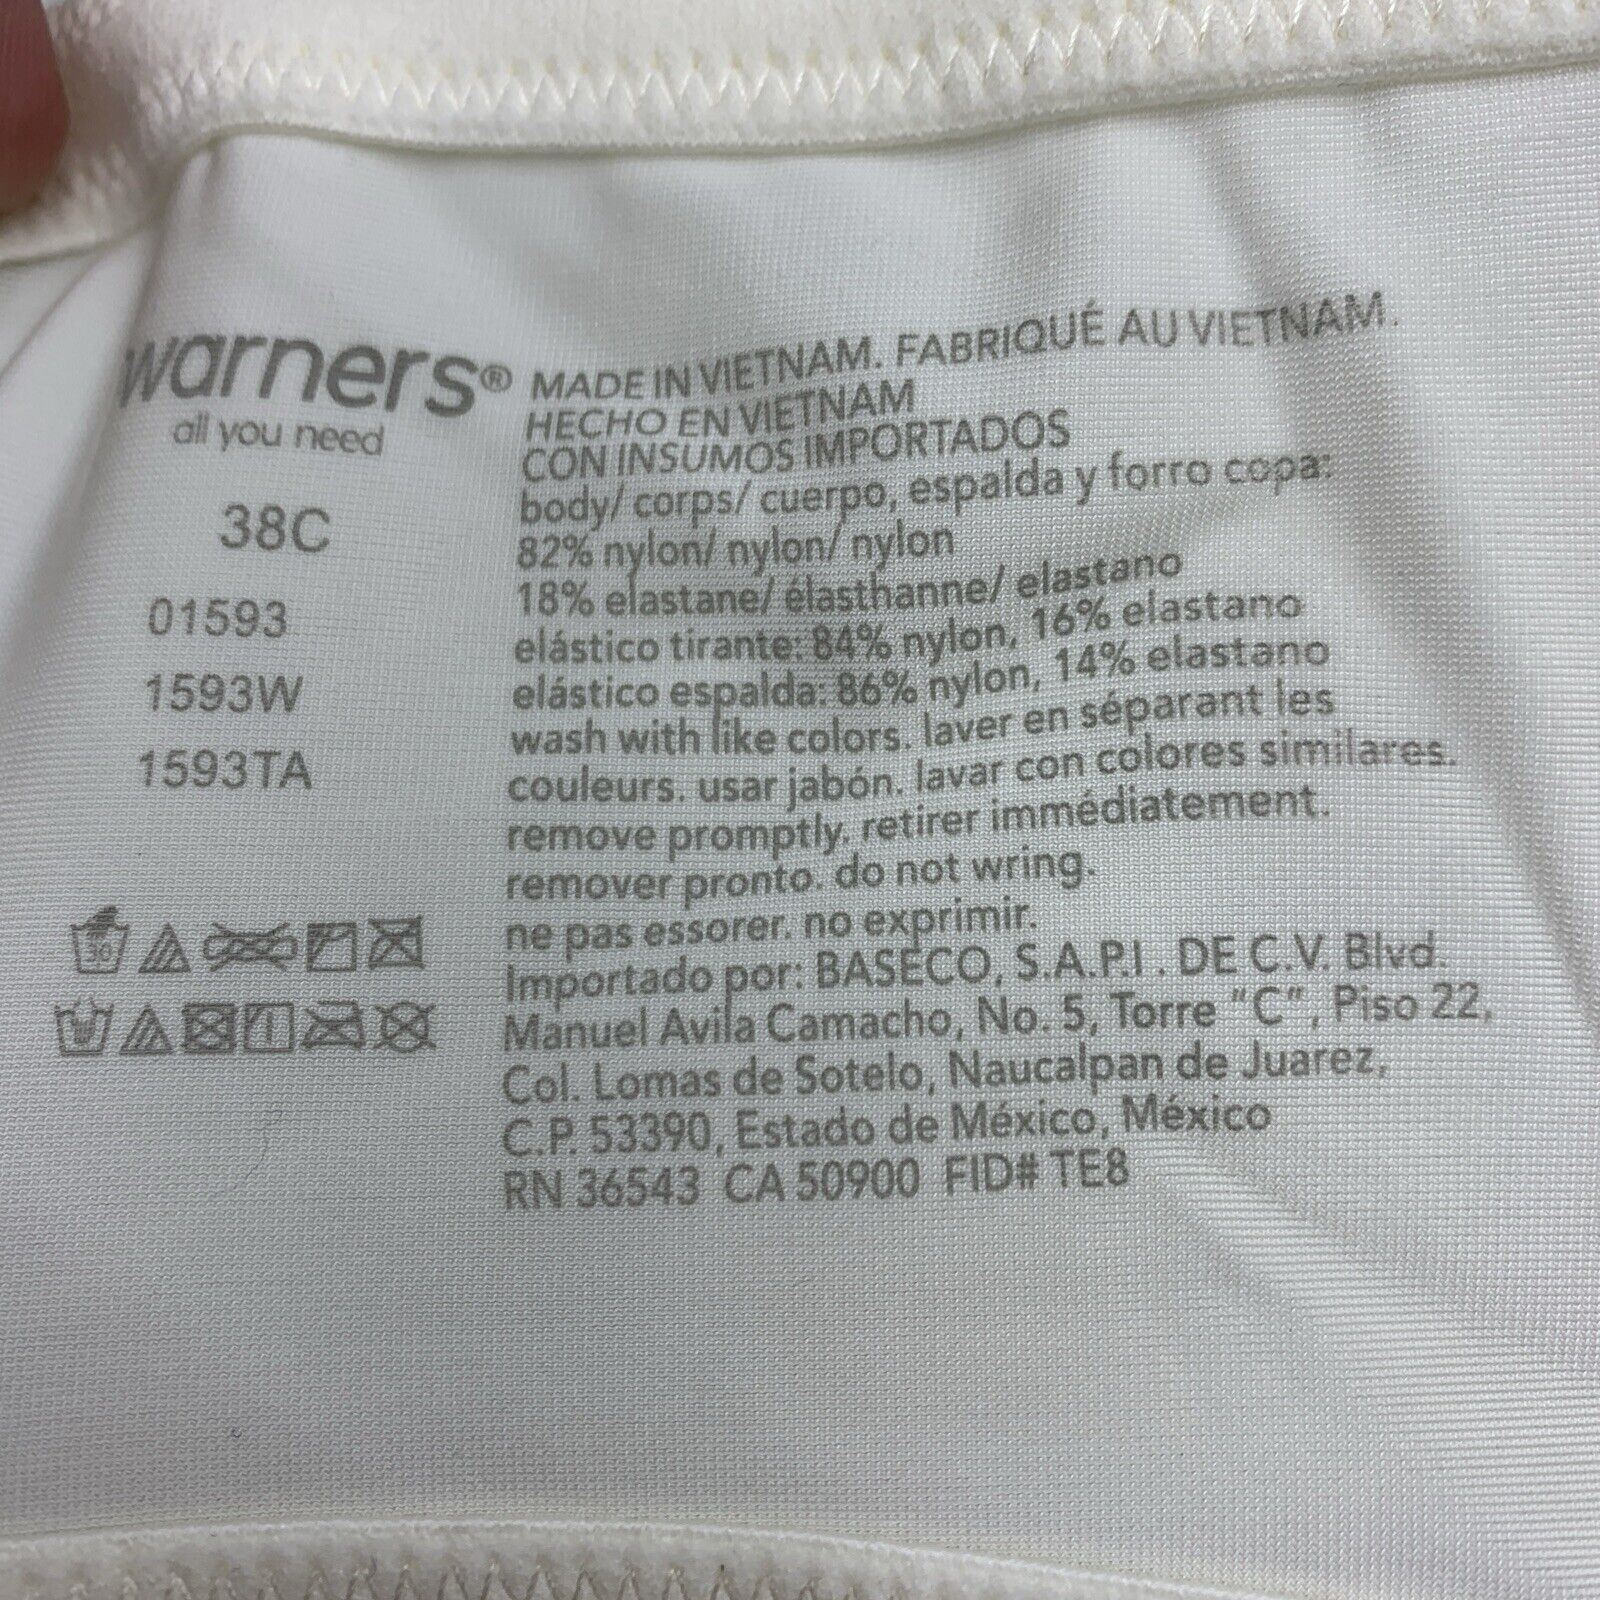 warners®
all you need
38C
01593
1593W
1593TA
30
MADE IN VIETNAM. FABRIQUÉ AU VIETNAM.
HECHO EN VIETNAM
CON INSUMOS IMPORTADOS
body/ corps/ cuerpo, espalda y forro copa:
82% nylon/ nylon/ nylon
18% elastane/ élasthanne/ elastano
elástico tirante: 84% nylon, 16% elastano
elástico espalda: 86% nylon, 14% elastano
wash with like colors. laver en séparant les
couleurs. usar jabón. lavar con colores similares.
remove promptly. retirer immédiatement.
remover pronto. do not wring.
ne pas essorer. no exprimir.
Importado por: BASECO, S.A.P.I . DE C.V. Blvd.
Manuel Avila Camacho, No. 5, Torre "C", Piso 22,
Col. Lomas de Sotelo, Naucalpan de Juarez,
C.P. 53390, Estado de México, México
RN 36543 CA 50900 FID# TE8